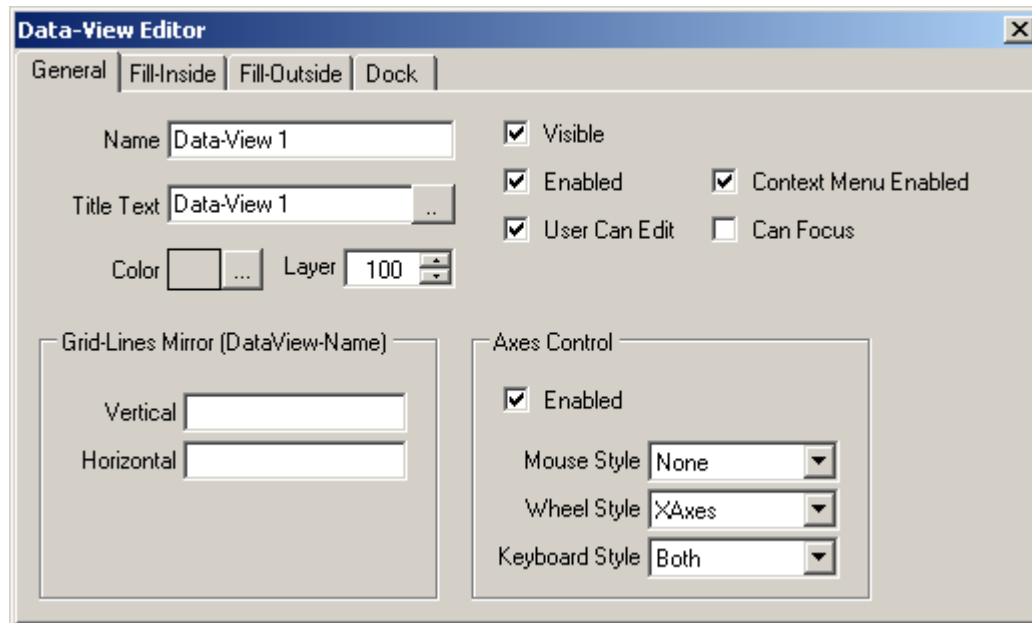 Data-View Editor
General Fill-Inside Fill-Outside Dock
Name Data-View 1
Visible
Enabled Context Menu Enabled
Title Text Data-View 1 ..
User Can Edit Can Focus
Color ... Layer 100
Grid-Lines Mirror (DataView-Name)
Vertical
Horizontal
Axes Control
Enabled
Mouse Style None
Wheel Style XAxes
Keyboard Style Both